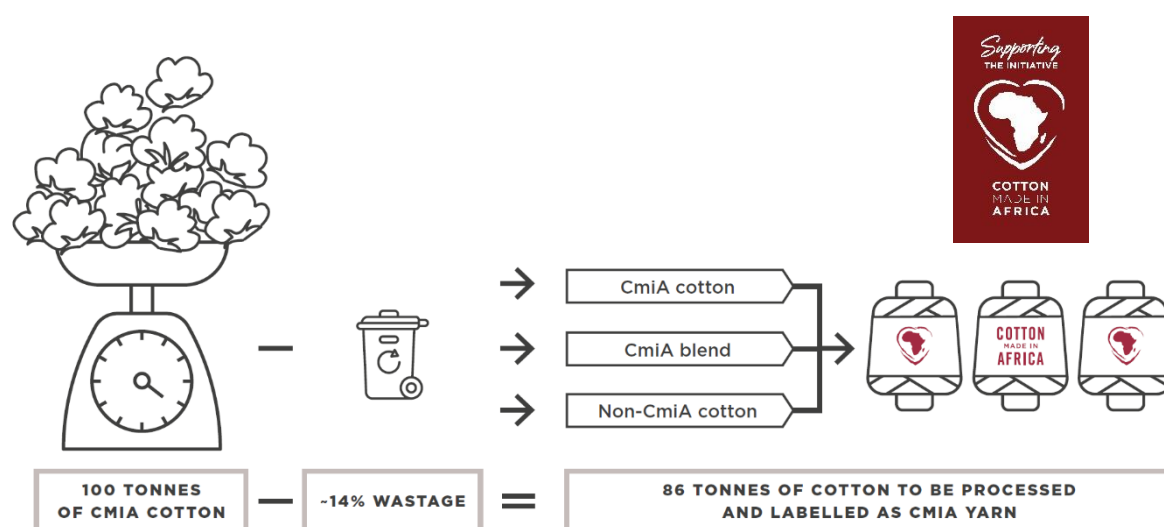 Supporting
THE INITIATIVE
COTTON
MADE IN
AFRICA
CmiA cotton
CmiA blend
Non-CmiA cotton
COTTON
MADE IN
AFRICA
100 TONNES
OF CMIA COTTON
~14% WASTAGE
86 TONNES OF COTTON TO BE PROCESSED
AND LABELLED AS CMIA YARN